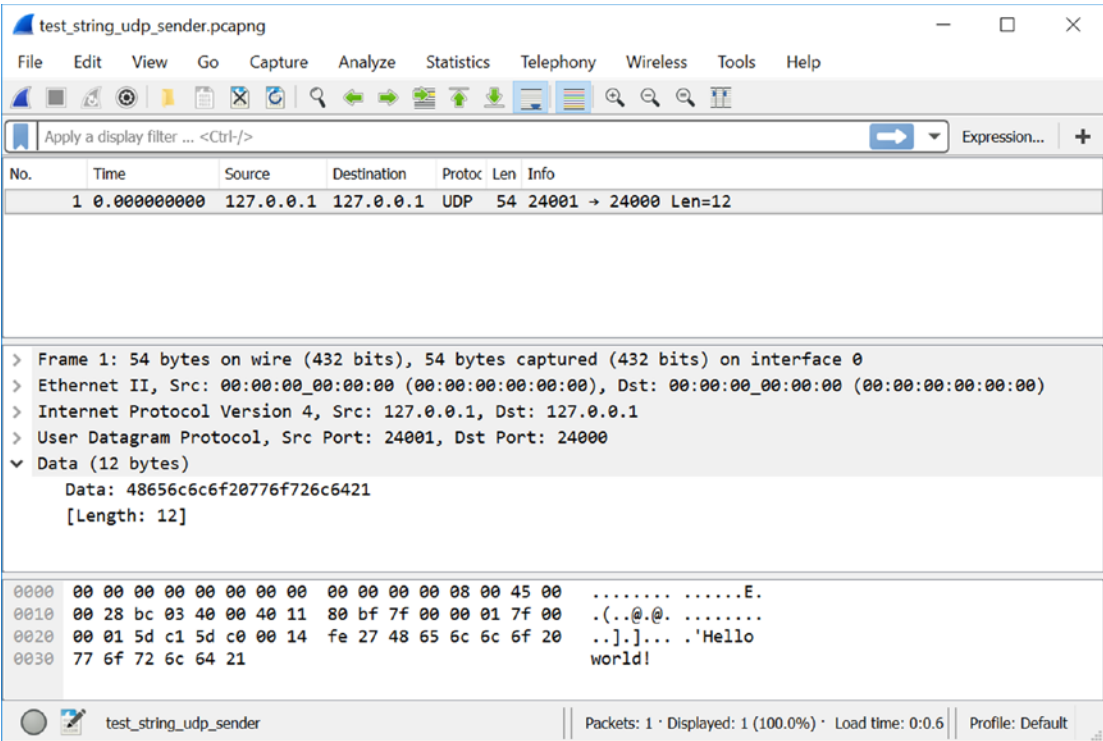 test_string_udp_sender.pcapng
File Edit View Go Capture Analyze Statistics Telephony Wireless Tools Help
Apply a display filter ... <Ctrl-/> Expression... +
No. Time Source Destination Protoc Len Info
1 0.000000000 127.0.0.1 127.0.0.1 UDP 54 24001 → 24000 Len=12
> Frame 1: 54 bytes on wire (432 bits), 54 bytes captured (432 bits) on interface 0
> Ethernet II, Src: 00:00:00_00:00:00 (00:00:00:00:00:00), Dst: 00:00:00_00:00:00 (00:00:00:00:00:00)
> Internet Protocol Version 4, Src: 127.0.0.1, Dst: 127.0.0.1
> User Datagram Protocol, Src Port: 24001, Dst Port: 24000
Data (12 bytes)
Data: 48656c6c6f20776f726c6421
[Length: 12]
0000 00 00 00 00 00 00 00 00 00 00 00 00 08 00 45 00 ........ ......E.
0010 00 28 bc 03 40 00 40 11 80 bf 7f 00 00 01 7f 00 .(..@.@. ........
0020 00 01 5d c1 5d c0 00 14 fe 27 48 65 6c 6c 6f 20 ..].]... .'Hello
0030 77 6f 72 6c 64 21 world!
test_string_udp_sender Packets: 1 · Displayed: 1 (100.0%) · Load time: 0:0.6 Profile: Default